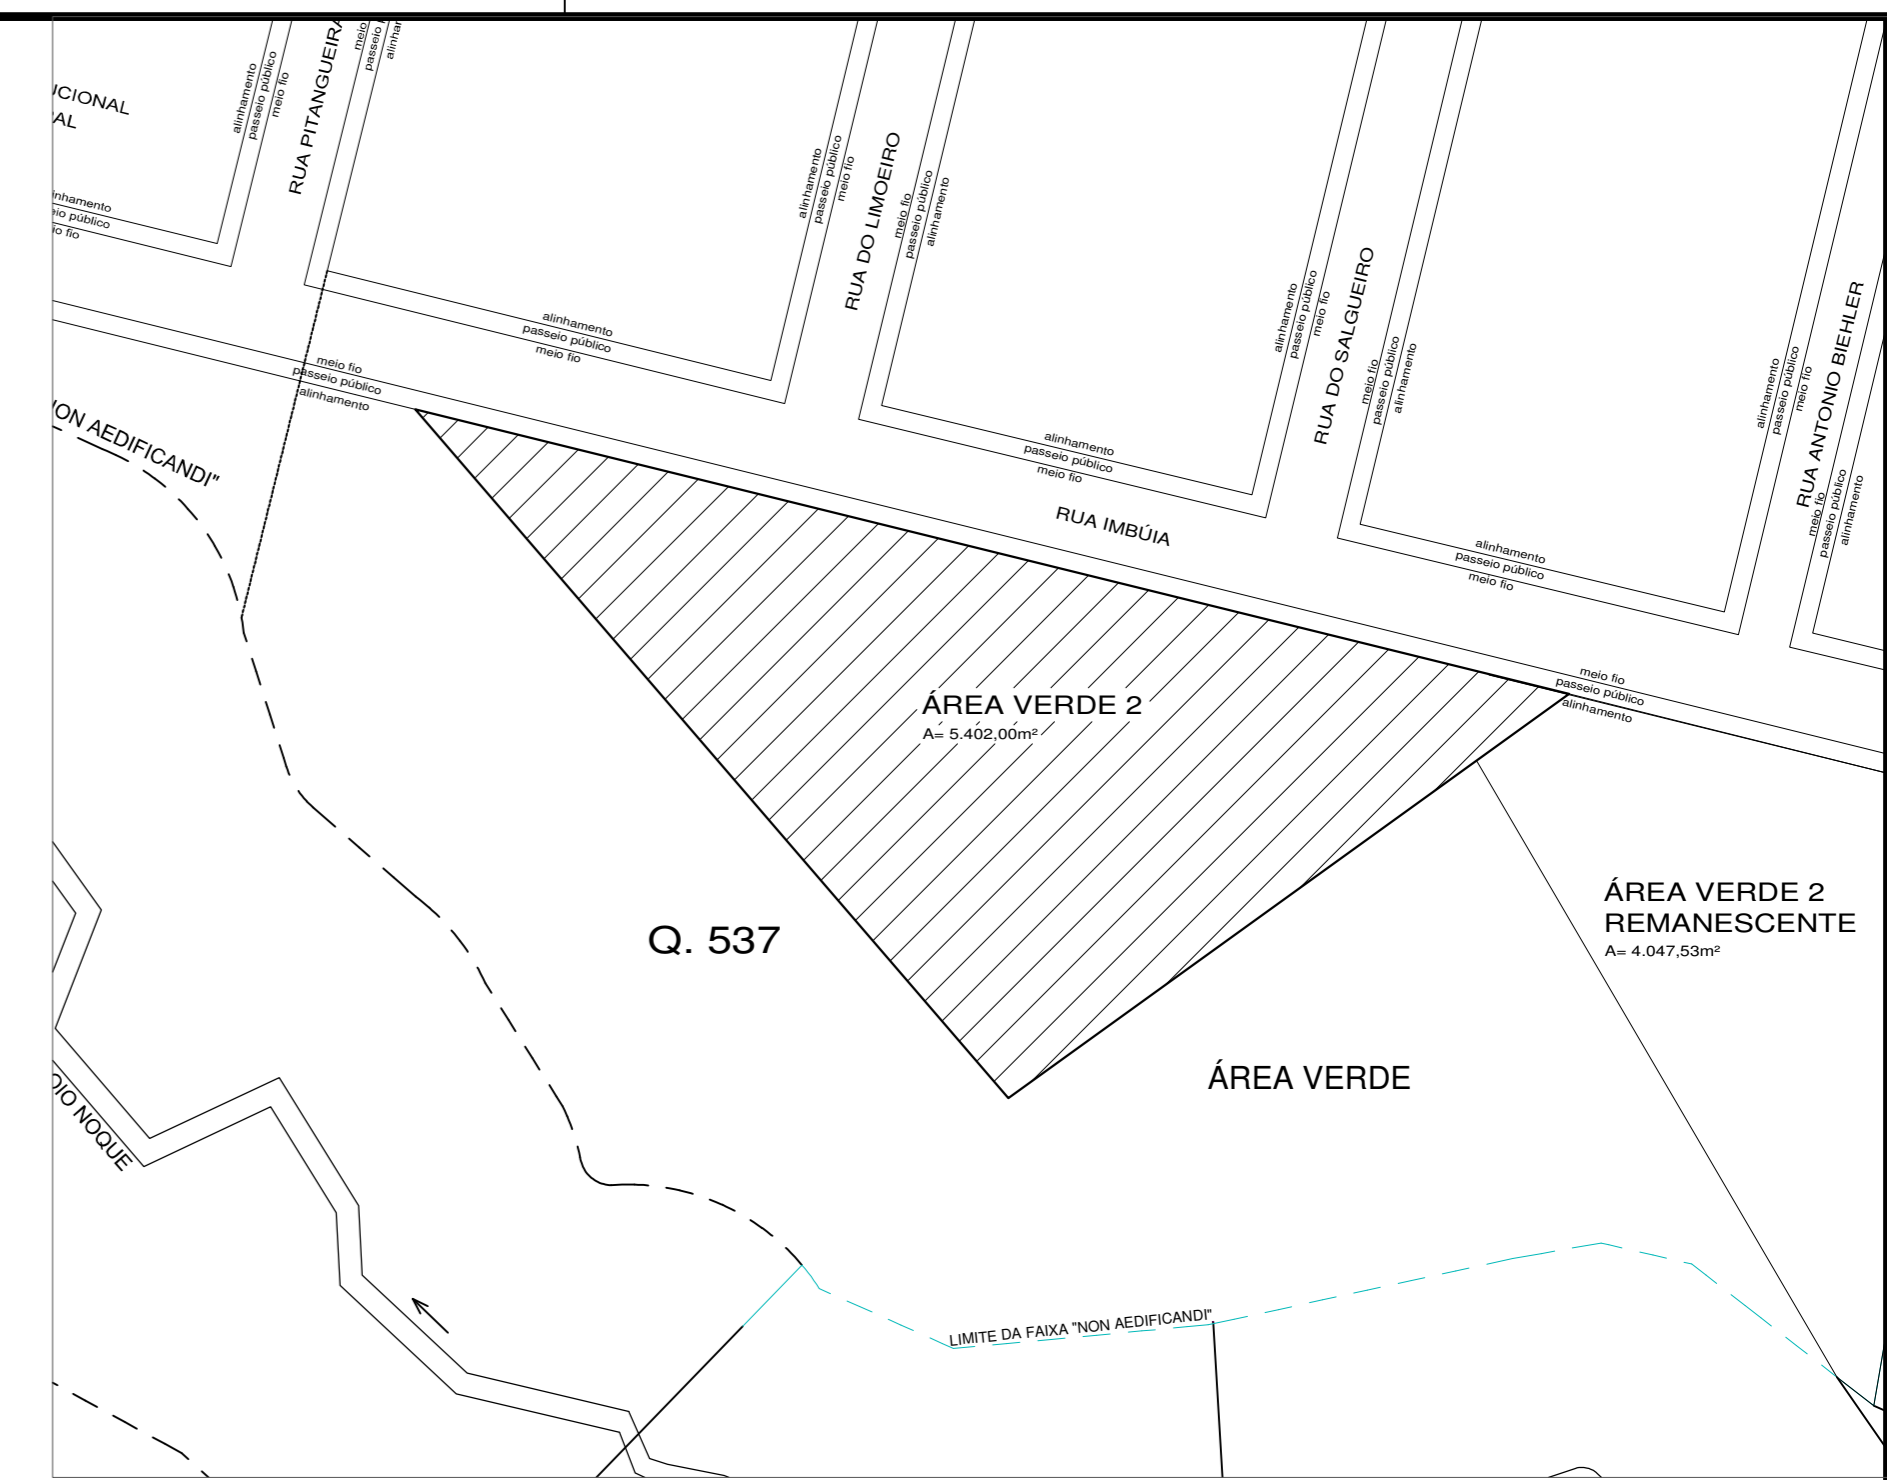 RUA PITANGUEIRA
meio
passeio p
alinhar
UCIONAL
AL
alinhamento
passeio público
meio fio
inhamento
io público
io fio
RUA DO LIMOEIRO
alinhamento
passeio público
meio fio
meio fio
passeio público
alinhamento
RUA DO SALGUEIRO
alinhamento
passeio público
meio fio
meio fio
passeio público
alinhamento
RUA ANTONIO BIEHLER
alinhamento
passeio público
meio fio
meio fio
passeio público
alinhamento
alinhamento
passeio público
meio fio
meio fio
passeio público
alinhamento
ON AEDIFICANDI"
alinhamento
passeio público
meio fio
RUA IMBÚIA
alinhamento
passeio público
meio fio
meio fio
passeio público
alinhamento
ÁREA VERDE 2
A= 5.402,00m²
ÁREA VERDE 2
REMANESCENTE
A= 4.047,53m²
Q. 537
ÁREA VERDE
OIO NOQUE
LIMITE DA FAIXA "NON AEDIFICANDI"